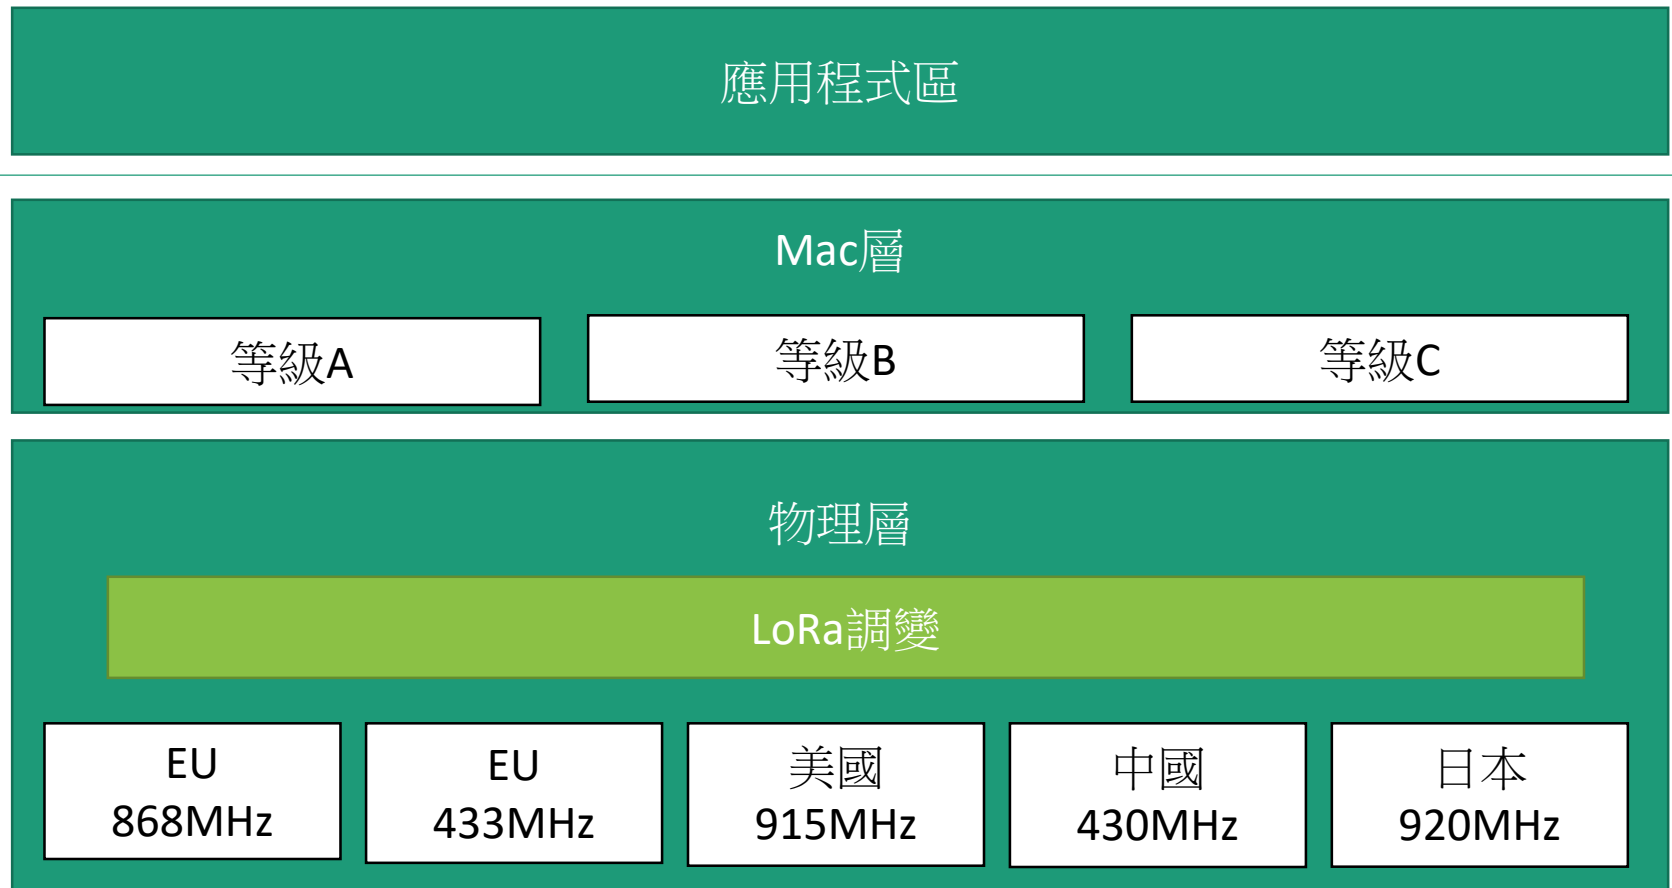 應用程式區
Mac層
等級A
等級B
等級C
物理層
LoRa調變
EU
868MHz
EU
433MHz
美國
915MHz
中國
430MHz
日本
920MHz